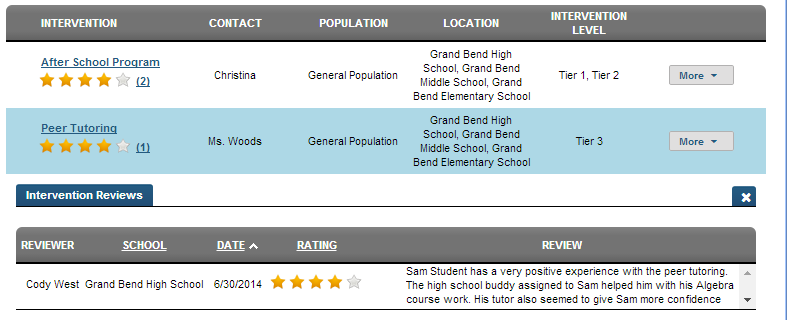 INTERVENTION CONTACT POPULATION LOCATION INTERVENTION LEVEL
After School Program
(2)
Christina
General Population
Grand Bend High
School, Grand Bend
Middle School, Grand
Bend Elementary School
Tier 1, Tier 2
More
Peer Tutoring
(1)
Ms. Woods
General Population
Grand Bend High
School, Grand Bend
Middle School, Grand
Bend Elementary School
Tier 3
More
Intervention Reviews
REVIEWER SCHOOL DATE RATING REVIEW
Cody West Grand Bend High School 6/30/2014
Sam Student has a very positive experience with the peer tutoring.
The high school buddy assigned to Sam helped him with his Algebra
course work. His tutor also seemed to give Sam more confidence